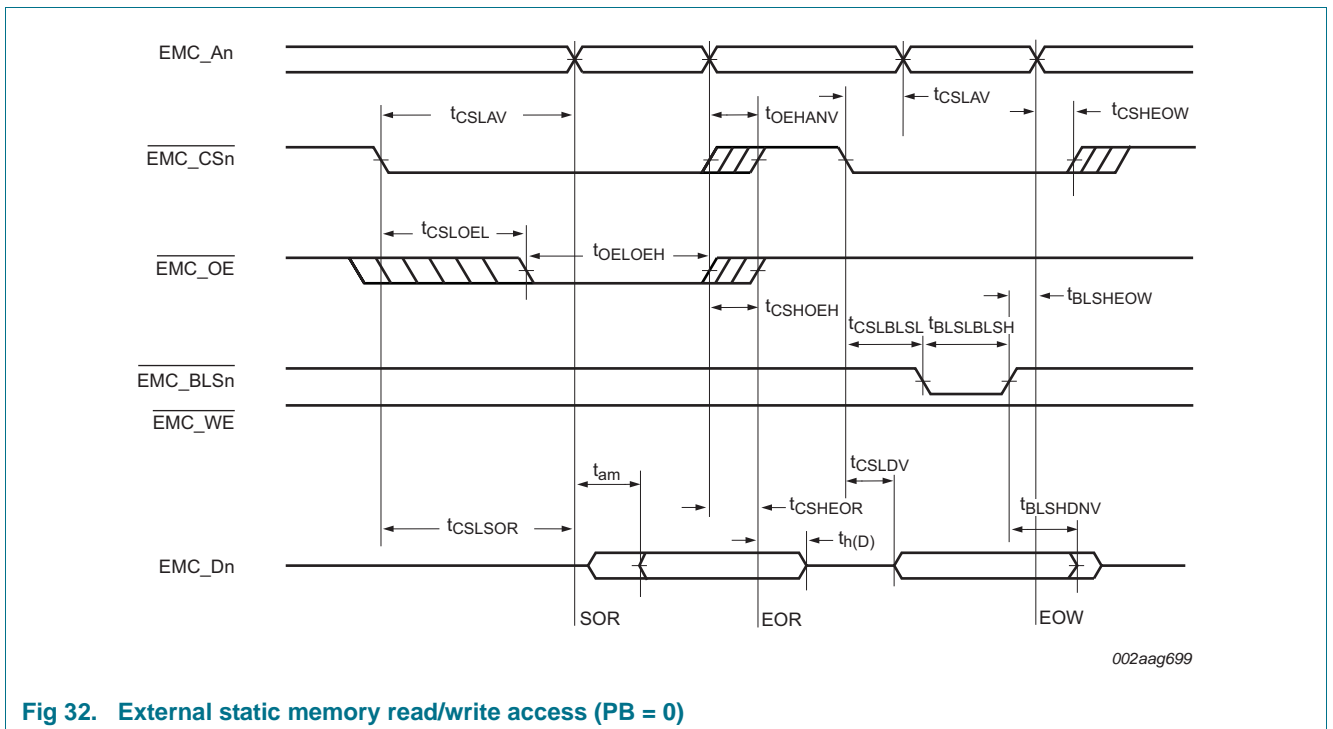 EMC_An
tCSLAV
tOEHANV
tCSLAV
tCSHEOW
EMC_CSn
tCSLOEL
tOELOEH
EMC_OE
tCSHOEH
tBLSHEOW
tCSLBLSL
tBLSLBLSH
EMC_BLSn
EMC_WE
tam
tCSLDV
tCSLSOR
tCSHEOR
tBLSHDNV
th(D)
EMC_Dn
SOR
EOR
EOW
002aag699
Fig 32. External static memory read/write access (PB = 0)